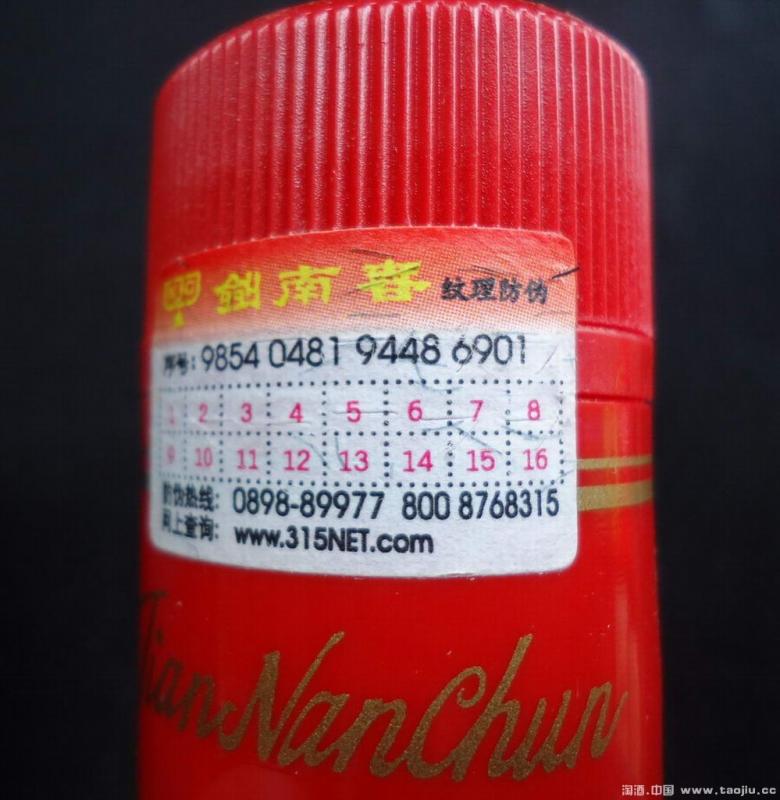 剑南春 纹理防伪
序号: 9854 0481 9448 6901
1 2 3 4 5 6 7 8
9 10 11 12 13 14 15 16
防伪热线: 0898-89977 800 8768315
网上查询: www.315NET.com
JianNanChun
淘酒.中国 www.taojiu.cc